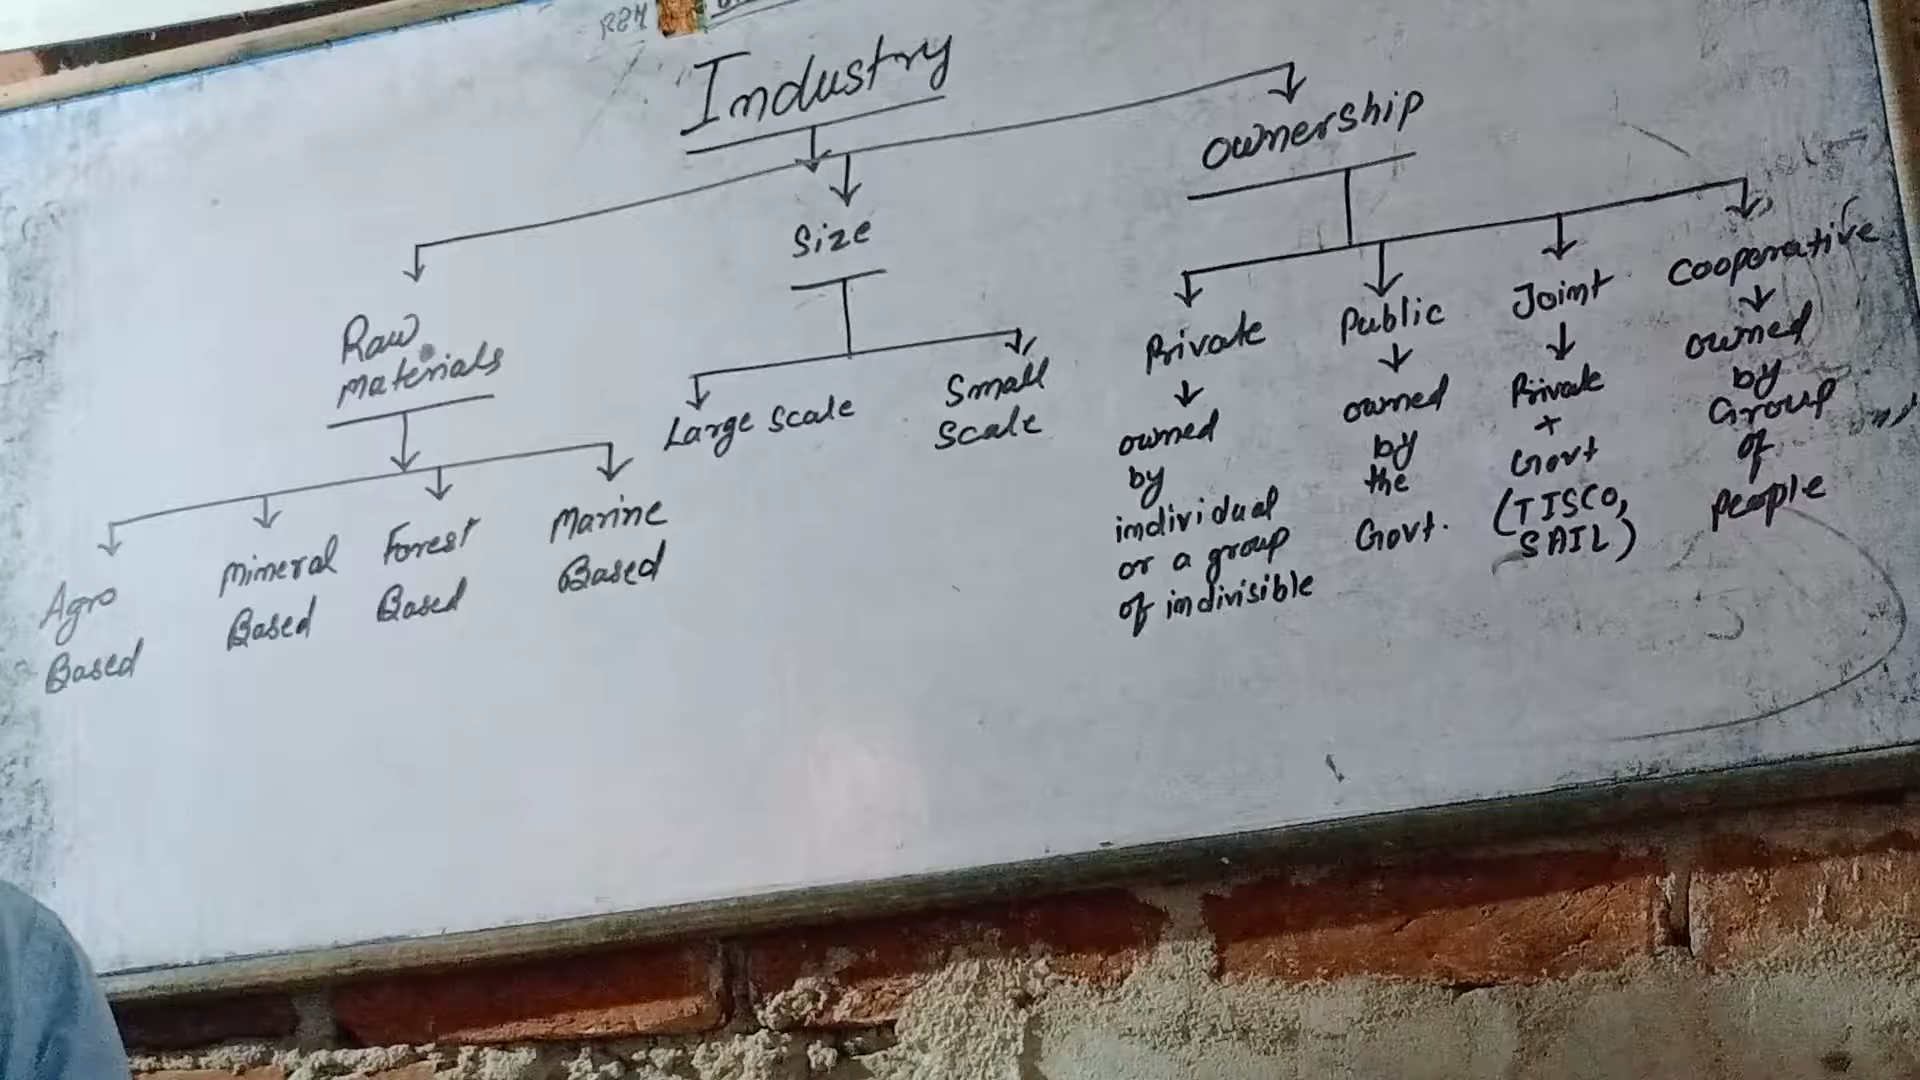 Industry
Ownership
Size
Raw
Materials
Large Scale
Small
Scale
Private
Public
Joint
Cooperative
Agro
Based
Mineral
Based
Forest
Based
Marine
Based
owned
by
individual
or a group
of indivisible
owned
by
the
Govt.
Private
+
Govt
(TISCO,
SAIL)
owned
by
Group
of
People